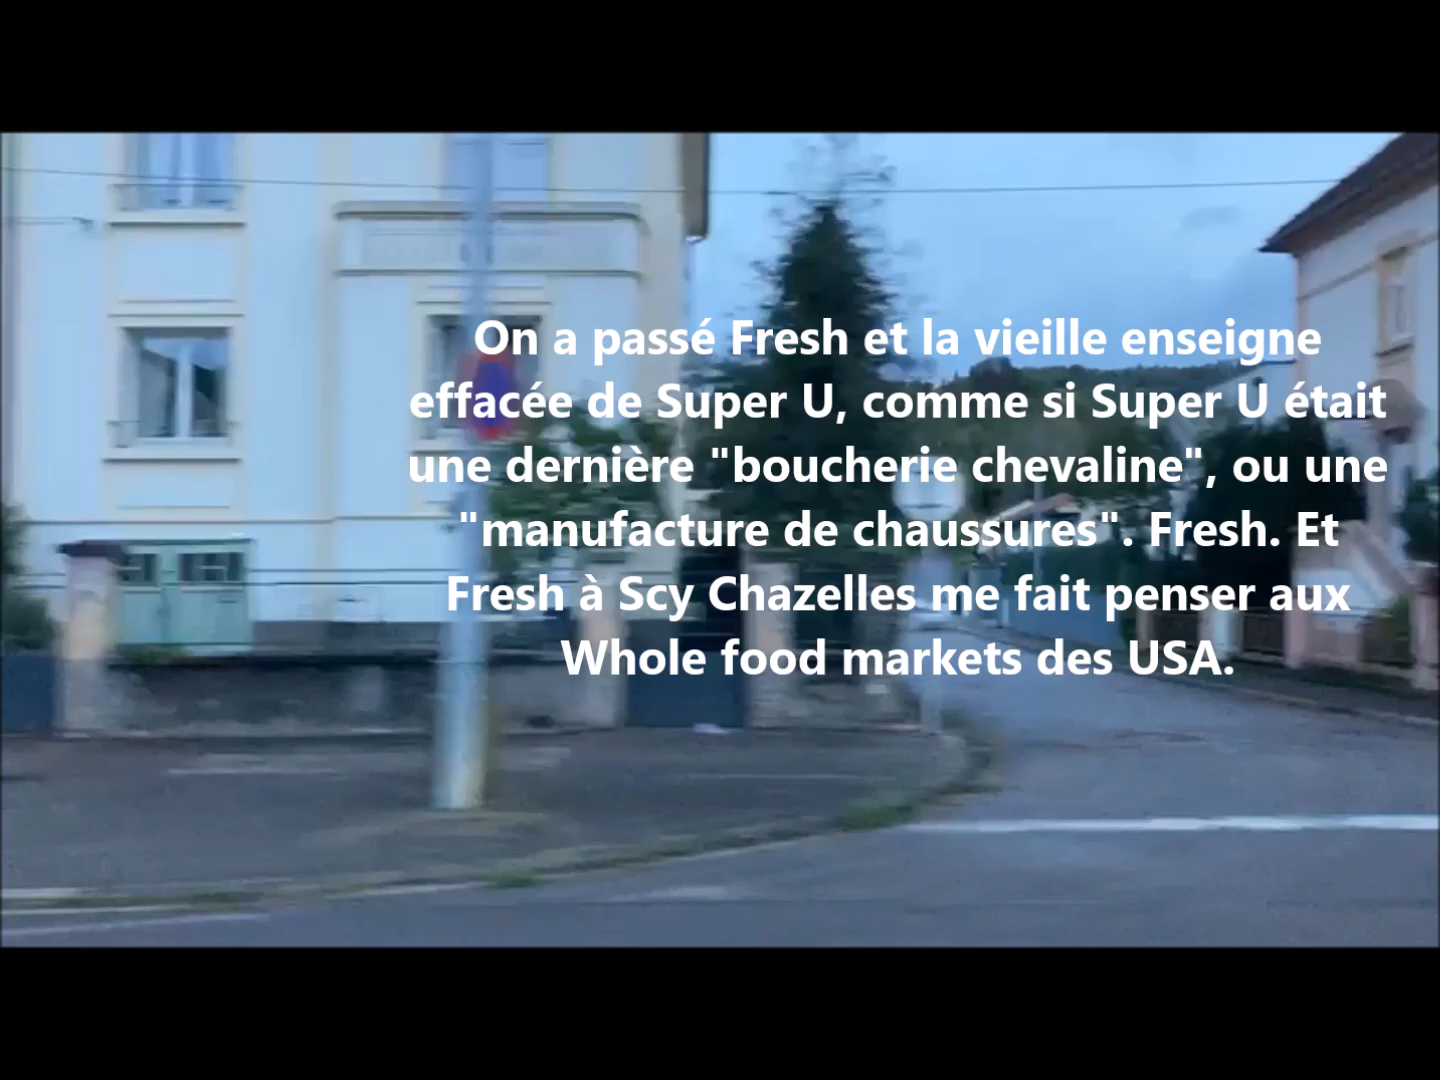 On a passé Fresh et la vieille enseigne
effacée de Super U, comme si Super U était
une dernière "boucherie chevaline", ou une
"manufacture de chaussures". Fresh. Et
Fresh à Scy Chazelles me fait penser aux
Whole food markets des USA.